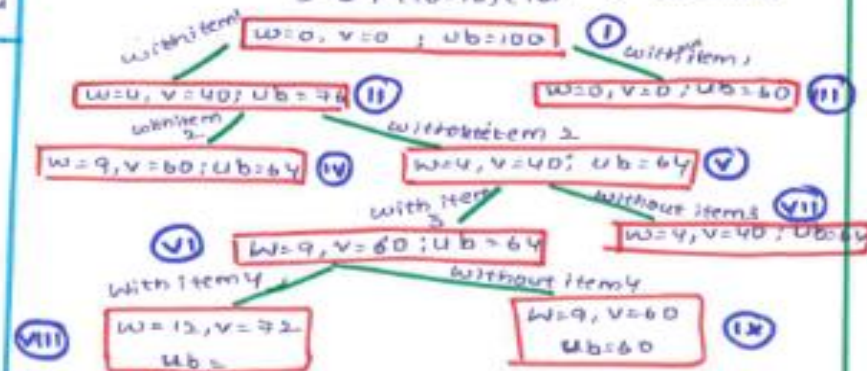 with item 1
w=0, v=0 ; ub=100
I
without item 1
w=4, v=40; ub=76
II
w=0, v=0; ub=60
III
with item 2
without item 2
w=9, v=60; ub=64
IV
w=4, v=40; ub=64
V
with item 3
without item 3
VII
VI
w=9, v=60; ub=64
w=4, v=40; ub=64
with item 4
without item 4
w=12, v=72
ub=
VIII
w=9, v=60
ub=60
IX